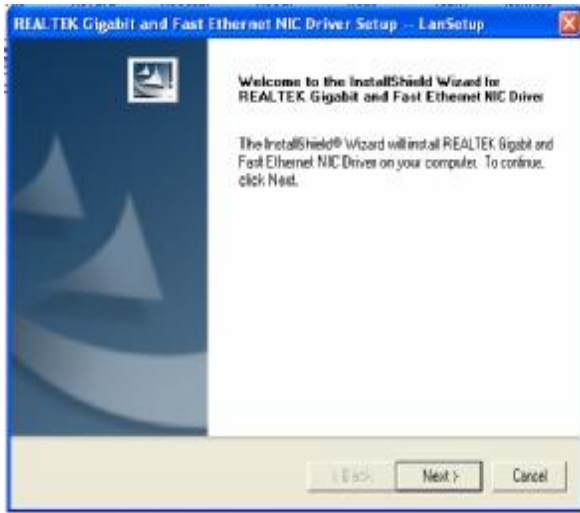 REALTEK Gigabit and Fast Ethernet NIC Driver Setup -- LanSetup
Welcome to the InstallShield Wizard for
REALTEK Gigabit and Fast Ethernet NIC Driver
The InstallShield® Wizard will install REALTEK Gigabit and
Fast Ethernet NIC Driver on your computer. To continue,
click Next.
< Back
Next >
Cancel